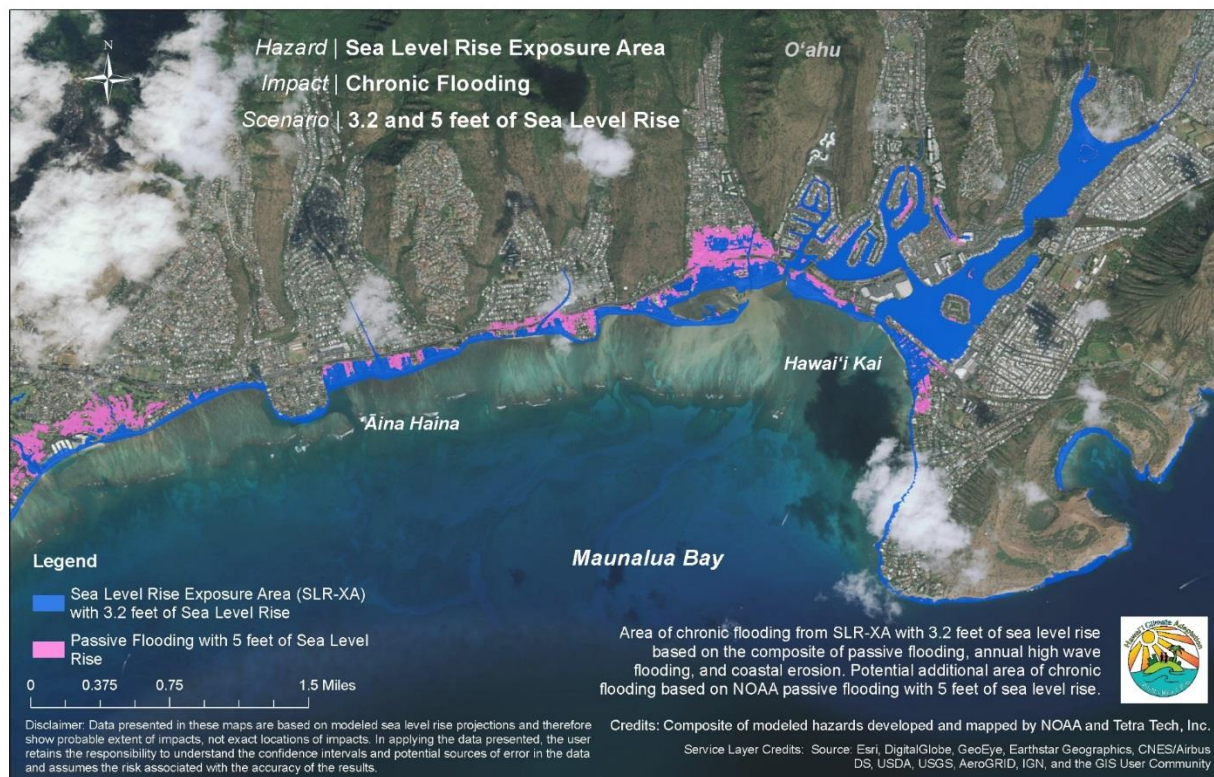 N
Hazard | Sea Level Rise Exposure Area
Impact | Chronic Flooding
Scenario | 3.2 and 5 feet of Sea Level Rise
Oʻahu
Hawaiʻi Kai
*Āina Haina
Maunalua Bay
Legend
Sea Level Rise Exposure Area (SLR-XA)
with 3.2 feet of Sea Level Rise
Passive Flooding with 5 feet of Sea Level
Rise
0 0.375 0.75 1.5 Miles
Disclaimer: Data presented in these maps are based on modeled sea level rise projections and therefore
show probable extent of impacts, not exact locations of impacts. In applying the data presented, the user
retains the responsibility to understand the confidence intervals and potential sources of error in the data
and assumes the risk associated with the accuracy of the results.
Area of chronic flooding from SLR-XA with 3.2 feet of sea level rise
based on the composite of passive flooding, annual high wave
flooding, and coastal erosion. Potential additional area of chronic
flooding based on NOAA passive flooding with 5 feet of sea level rise.
Hawaiʻi Climate Adaptation
Credits: Composite of modeled hazards developed and mapped by NOAA and Tetra Tech, Inc.
Service Layer Credits: Source: Esri, DigitalGlobe, GeoEye, Earthstar Geographics, CNES/Airbus
DS, USDA, USGS, AeroGRID, IGN, and the GIS User Community